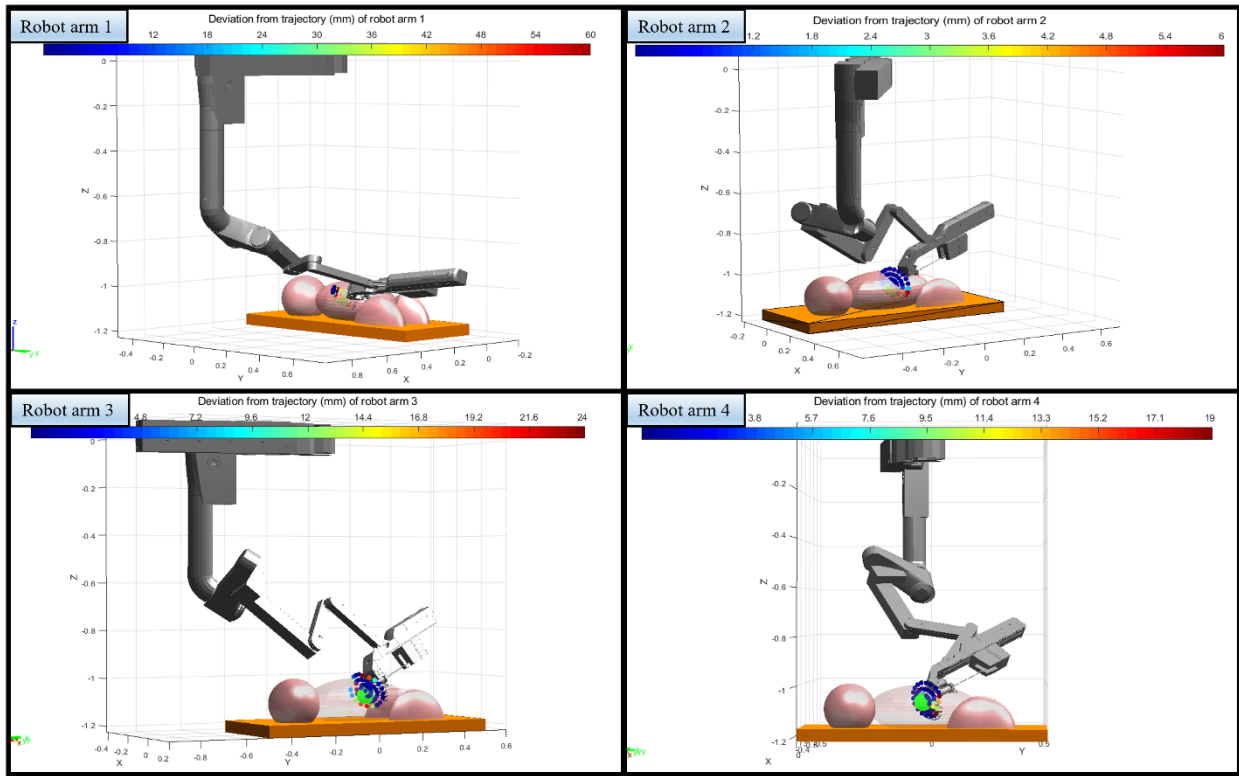 Robot arm 1
Deviation from trajectory (mm) of robot arm 1
12 18 24 30 36 42 48 54 60
0
-0.2
-0.4
-0.6
-0.8
-1
-1.2
Z
-0.4 -0.2 0 0.2 0.4 0.6
Y
0.8 0.6 0.4 0.2 0 -0.2
X
z
y
Robot arm 2
Deviation from trajectory (mm) of robot arm 2
1.2 1.8 2.4 3 3.6 4.2 4.8 5.4 6
0
-0.2
-0.4
-0.6
-0.8
-1
-1.2
Z
-0.2 0 0.2 0.4 0.6
X
-0.4 -0.2 0 0.2 0.4 0.6
Y
y
Robot arm 3
Deviation from trajectory (mm) of robot arm 3
4.8 7.2 9.6 12 14.4 16.8 19.2 21.6 24
0
-0.2
-0.4
-0.6
-0.8
-1
-1.2
Z
-0.4 -0.2 0 0.2
X
-0.4 -0.2 0 0.2 0.4 0.6
Y
Robot arm 4
Deviation from trajectory (mm) of robot arm 4
3.8 5.7 7.6 9.5 11.4 13.3 15.2 17.1 19
-0.2
-0.4
-0.6
-0.8
-1
-1.2
Z
X
0 0.5
Y